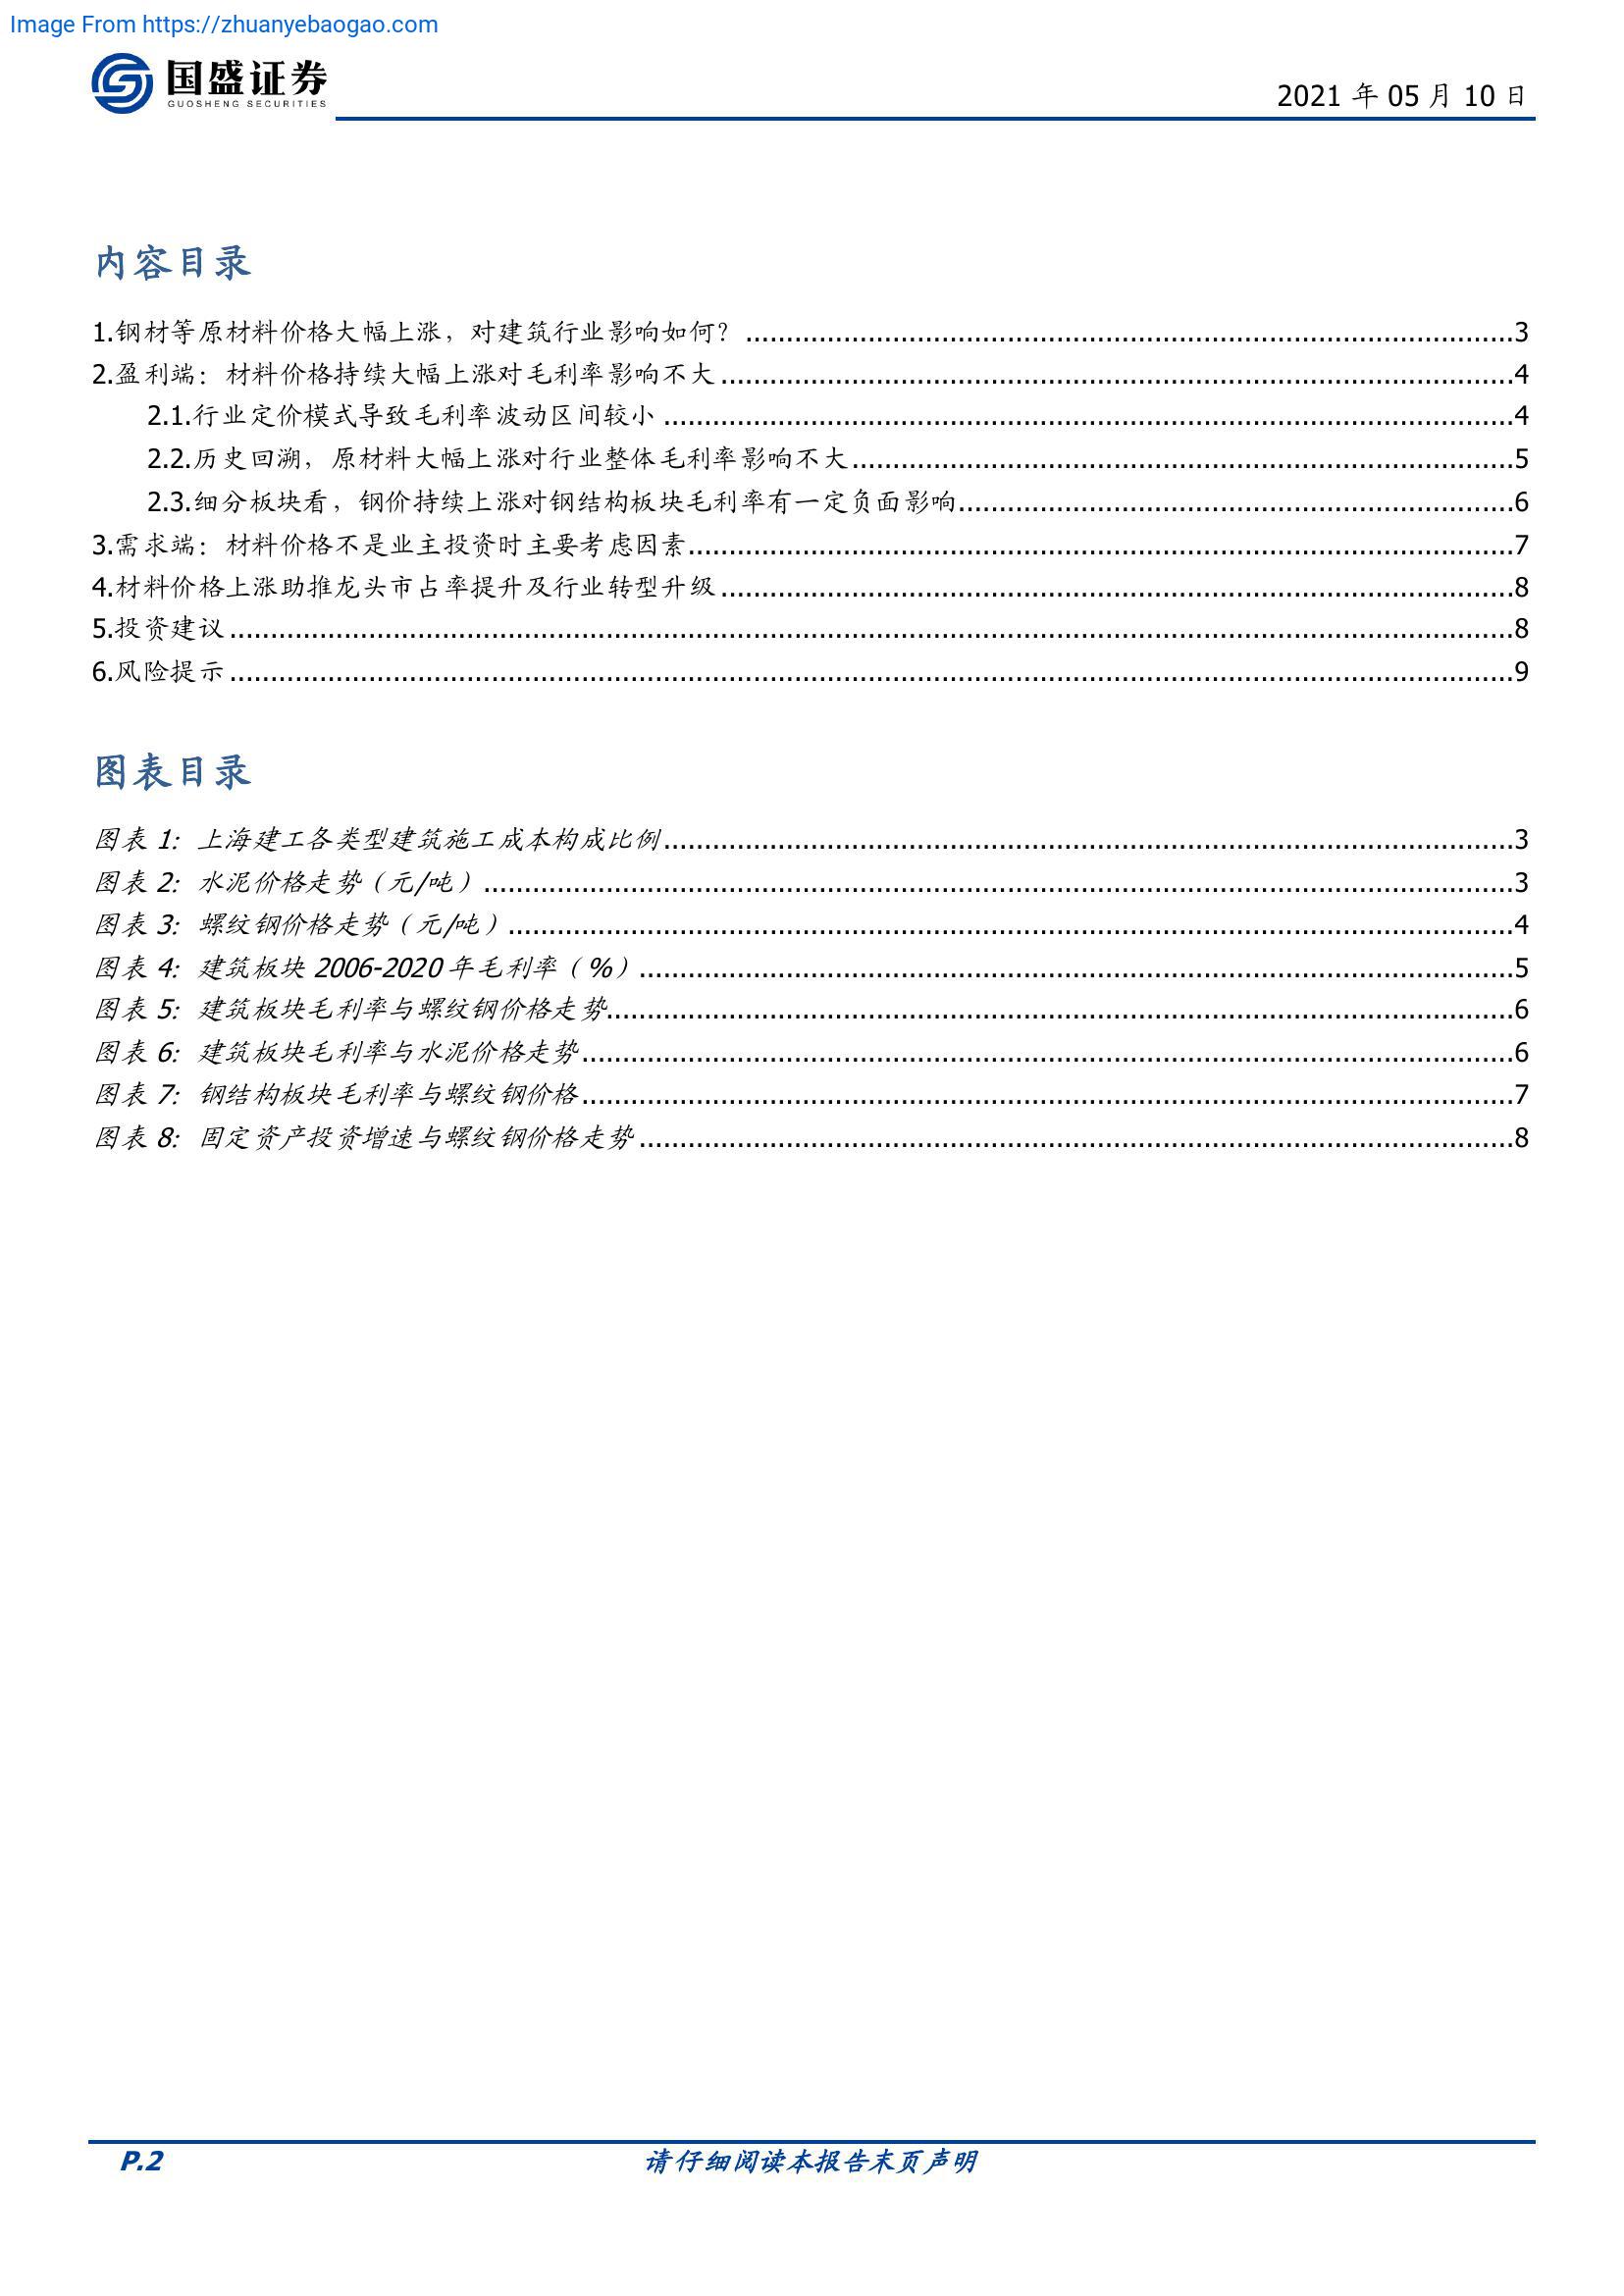 Image From https://zhuanyebaogao.com
国盛证券
GUOSHENG SECURITIES
2021 年 05 月 10 日
内容目录
1.钢材等原材料价格大幅上涨，对建筑行业影响如何？ ........................................ 3
2.盈利端：材料价格持续大幅上涨对毛利率影响不大 ........................................ 4
2.1.行业定价模式导致毛利率波动区间较小 ........................................ 4
2.2.历史回溯，原材料大幅上涨对行业整体毛利率影响不大 ........................................ 5
2.3.细分板块看，钢价持续上涨对钢结构板块毛利率有一定负面影响 ........................................ 6
3.需求端：材料价格不是业主投资时主要考虑因素 ........................................ 7
4.材料价格上涨助推龙头市占率提升及行业转型升级 ........................................ 8
5.投资建议 ........................................ 8
6.风险提示 ........................................ 9
图表目录
图表 1：上海建工各类型建筑施工成本构成比例 ........................................ 3
图表 2：水泥价格走势（元/吨） ........................................ 3
图表 3：螺纹钢价格走势（元/吨） ........................................ 4
图表 4：建筑板块 2006-2020 年毛利率（%） ........................................ 5
图表 5：建筑板块毛利率与螺纹钢价格走势 ........................................ 6
图表 6：建筑板块毛利率与水泥价格走势 ........................................ 6
图表 7：钢结构板块毛利率与螺纹钢价格 ........................................ 7
图表 8：固定资产投资增速与螺纹钢价格走势 ........................................ 8
P.2 请仔细阅读本报告末页声明